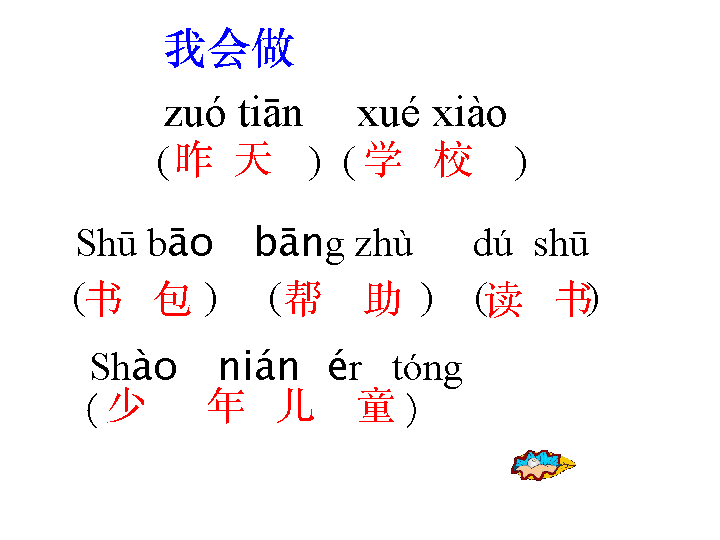 我会做
zuó tiān xué xiào
(昨 天 ) (学 校 )
Shū bāo bāng zhù dú shū
(书 包 ) (帮 助 ) (读 书)
Shào nián ér tóng
(少 年 儿 童)